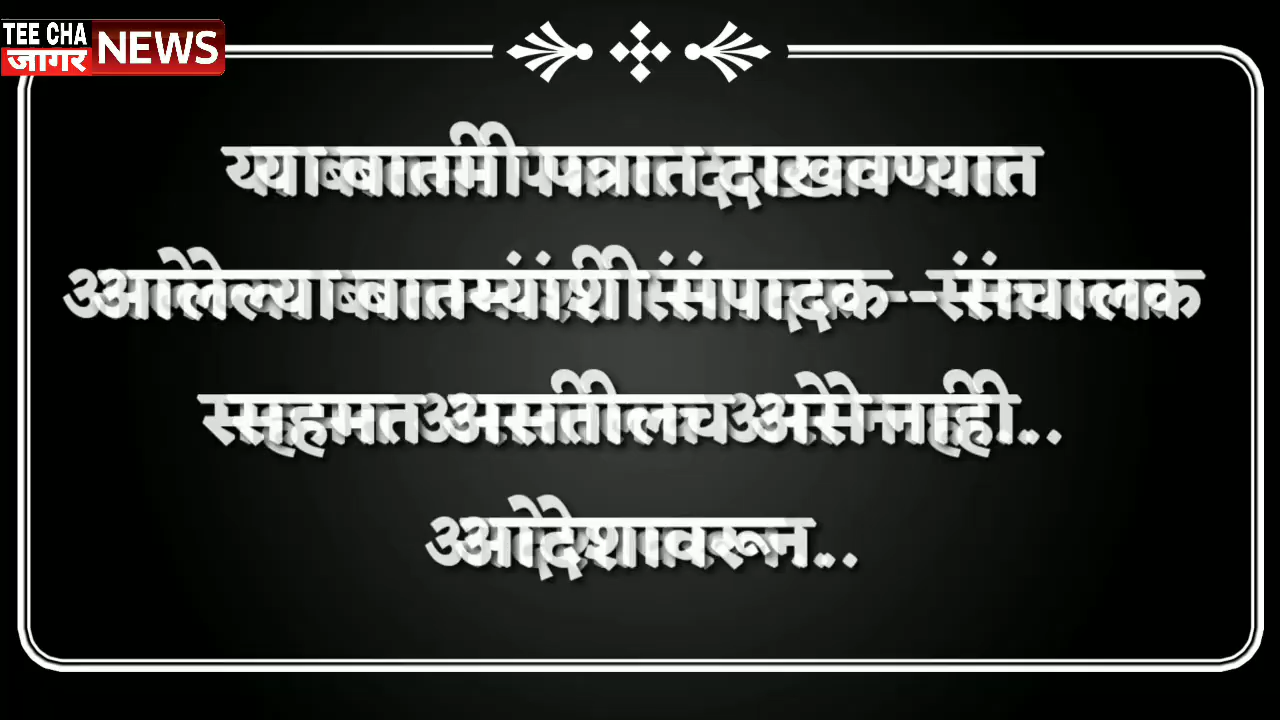 TEE CHA
जागर
NEWS
या बातमी पत्रात दाखवण्यात
आलेल्या बातम्यांशी संपादक - संचालक
सहमत असतीलच असे नाही..
आदेशावरून..